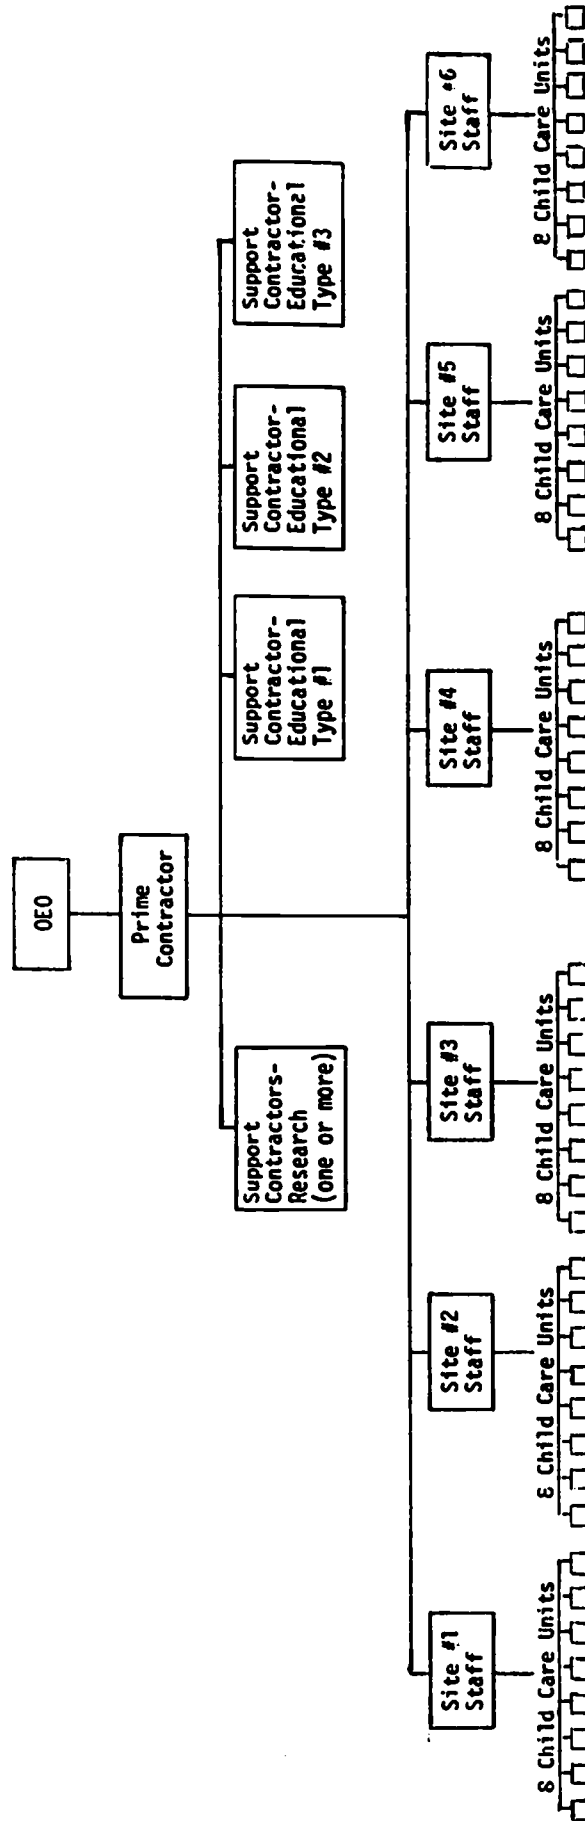 OEO
Prime
Contractor
Support
Contractors-
Research
(one or more)
Support
Contractor-
Educational
Type #1
Support
Contractor-
Educational
Type #2
Support
Contractor-
Educational
Type #3
Site #1
Staff
Site #2
Staff
Site #3
Staff
Site #4
Staff
Site #5
Staff
Site #6
Staff
8 Child Care Units
8 Child Care Units
8 Child Care Units
8 Child Care Units
8 Child Care Units
8 Child Care Units